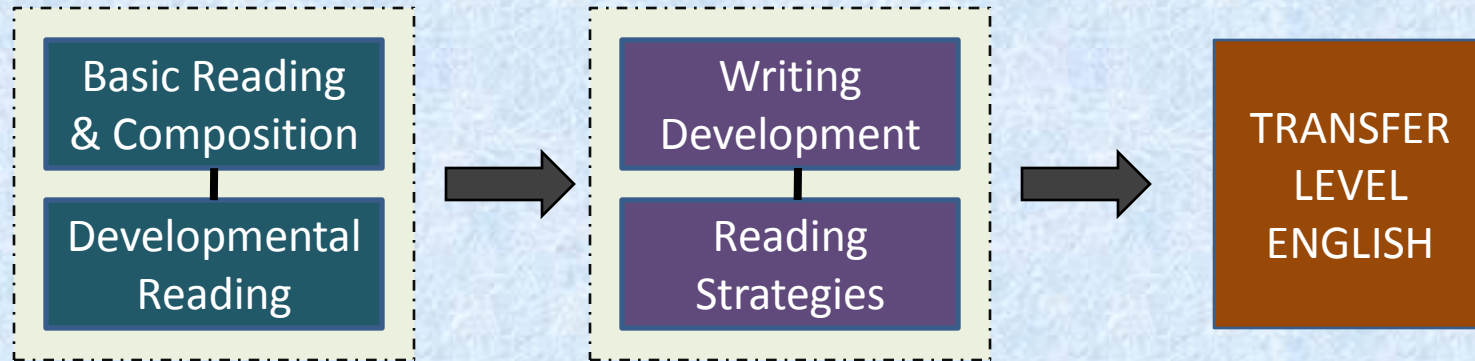 Basic Reading
& Composition
Developmental
Reading
Writing
Development
Reading
Strategies
TRANSFER
LEVEL
ENGLISH